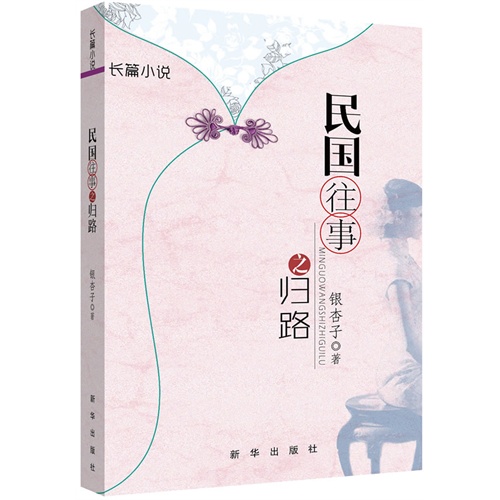 长篇小说
民国往事之归路
银杏子 著
新华出版社
长篇小说
民国往事
之归路
MINGUOWANGSHIZHIGUILU
银杏子◎著
新华出版社